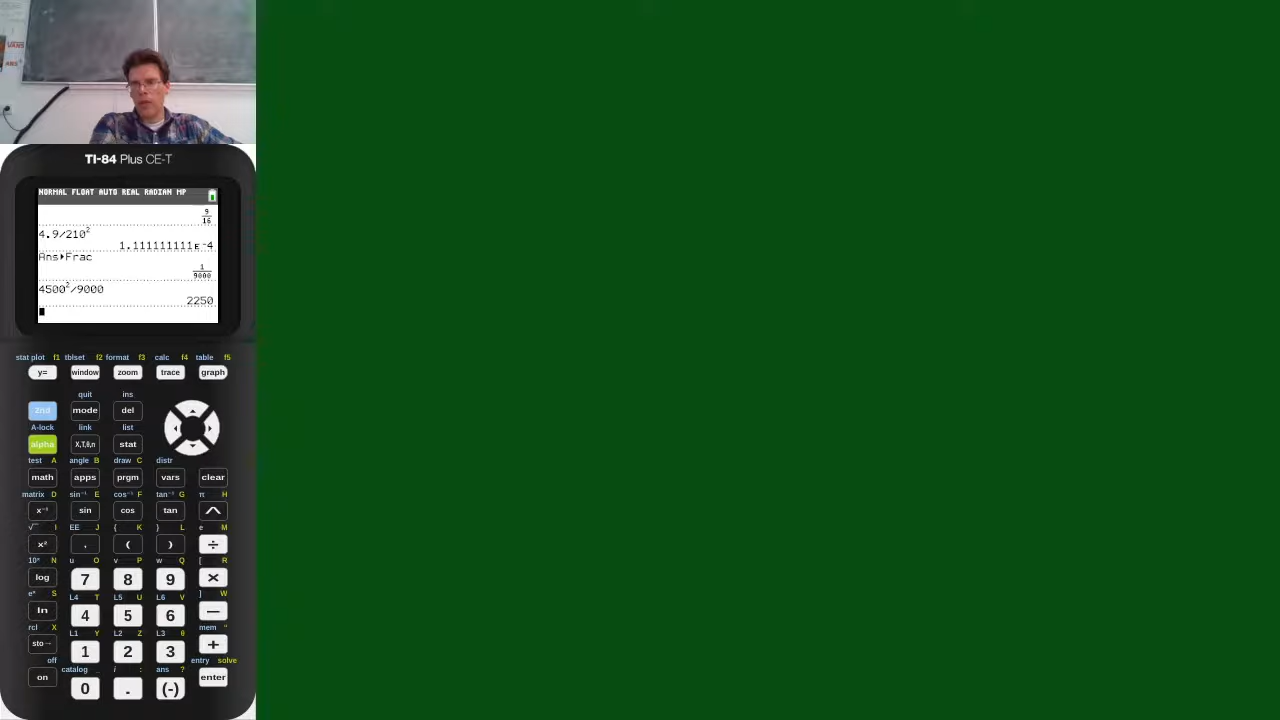 VANS
ANS
TI-84 Plus CE-T
NORMAL FLOAT AUTO REAL RADIAN MP
9
16
4.9/210²
1.111111111ᴇ-4
Ans▸Frac
1
9000
4500²/9000
2250
stat plot f1 tblset f2 format f3 calc f4 table f5
y= window zoom trace graph
quit ins
2nd mode del
A-lock link list
alpha X,T,θ,n stat
test A angle B draw C distr
math apps prgm vars clear
matrix D sin⁻¹ E cos⁻¹ F tan⁻¹ G π H
x⁻¹ sin cos tan ^
√ I EE J { K } L e M
x² , ( ) ÷
10ˣ N u O v P w Q [ R
log 7 8 9 ×
eˣ S L4 T L5 U L6 V ] W
ln 4 5 6 —
rcl X L1 Y L2 Z L3 θ mem "
sto→ 1 2 3 +
off catalog _ i : ans ? entry solve
on 0 . (-) enter